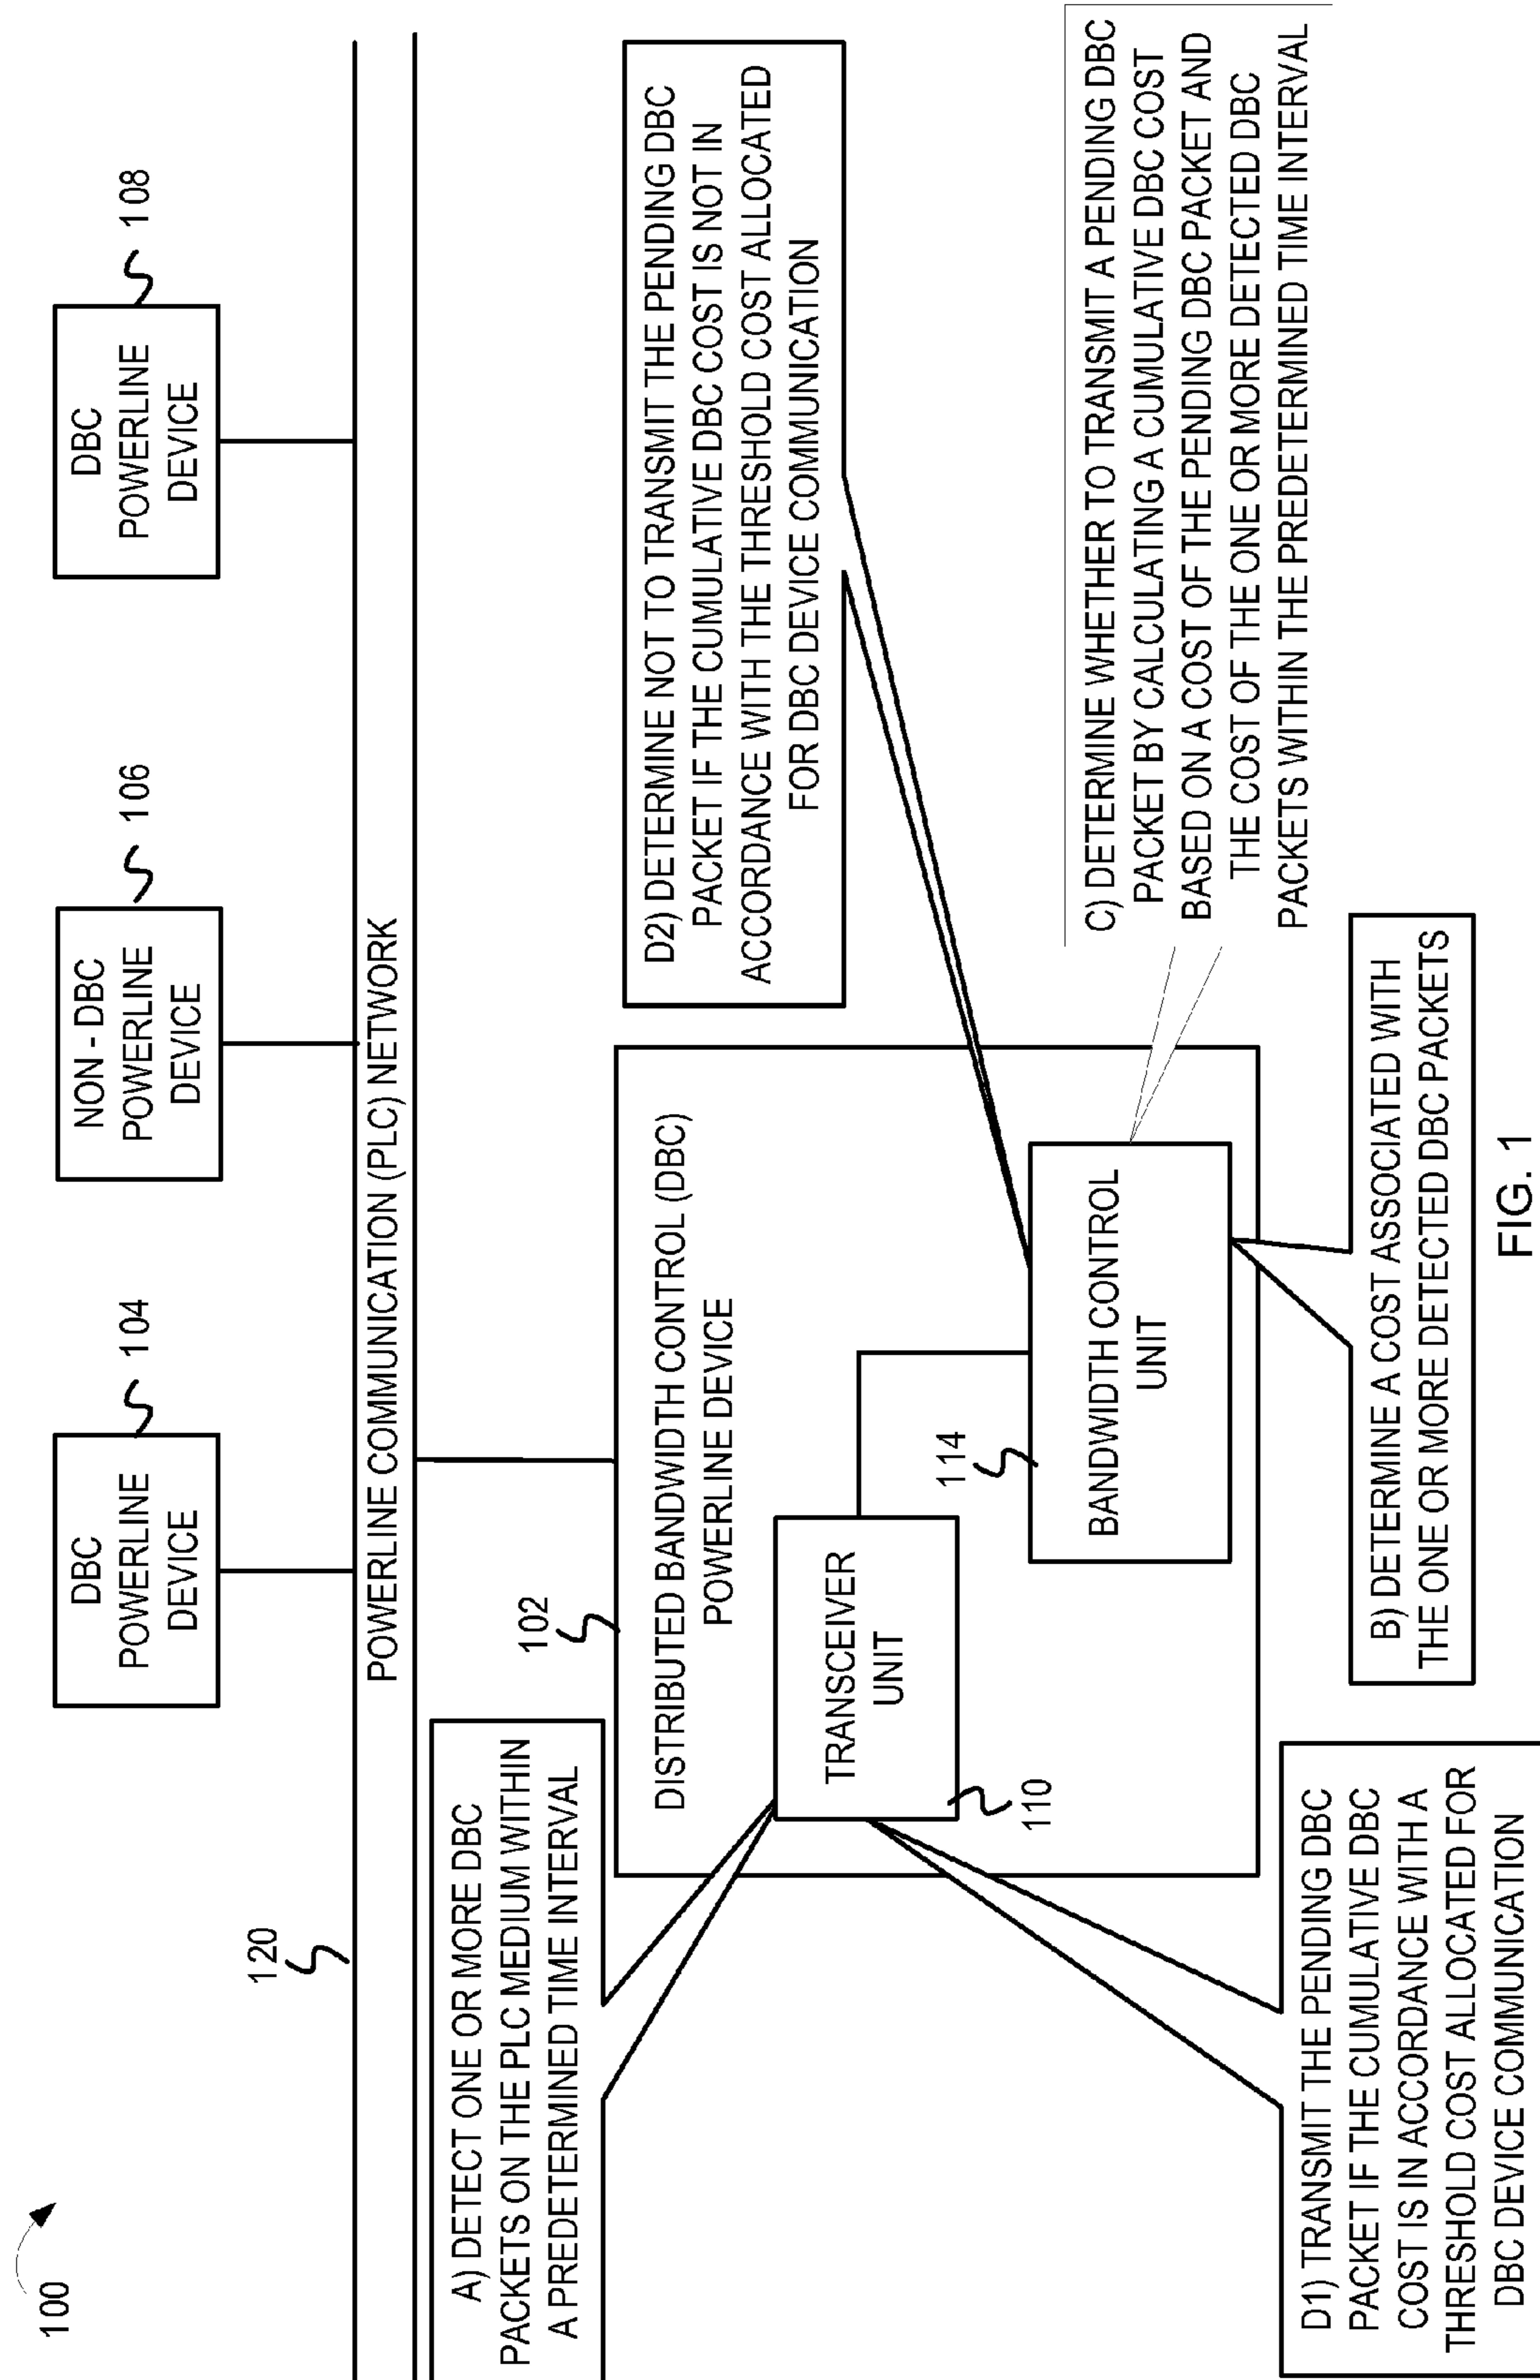 100
DBC
POWERLINE
DEVICE
104
NON - DBC
POWERLINE
DEVICE
106
DBC
POWERLINE
DEVICE
108
120
POWERLINE COMMUNICATION (PLC) NETWORK
A) DETECT ONE OR MORE DBC
PACKETS ON THE PLC MEDIUM WITHIN
A PREDETERMINED TIME INTERVAL
102
DISTRIBUTED BANDWIDTH CONTROL (DBC)
POWERLINE DEVICE
TRANSCEIVER
UNIT
110
114
BANDWIDTH CONTROL
UNIT
D2) DETERMINE NOT TO TRANSMIT THE PENDING DBC
PACKET IF THE CUMULATIVE DBC COST IS NOT IN
ACCORDANCE WITH THE THRESHOLD COST ALLOCATED
FOR DBC DEVICE COMMUNICATION
C) DETERMINE WHETHER TO TRANSMIT A PENDING DBC
PACKET BY CALCULATING A CUMULATIVE DBC COST
BASED ON A COST OF THE PENDING DBC PACKET AND
THE COST OF THE ONE OR MORE DETECTED DBC
PACKETS WITHIN THE PREDETERMINED TIME INTERVAL
D1) TRANSMIT THE PENDING DBC
PACKET IF THE CUMULATIVE DBC
COST IS IN ACCORDANCE WITH A
THRESHOLD COST ALLOCATED FOR
DBC DEVICE COMMUNICATION
B) DETERMINE A COST ASSOCIATED WITH
THE ONE OR MORE DETECTED DBC PACKETS
FIG. 1